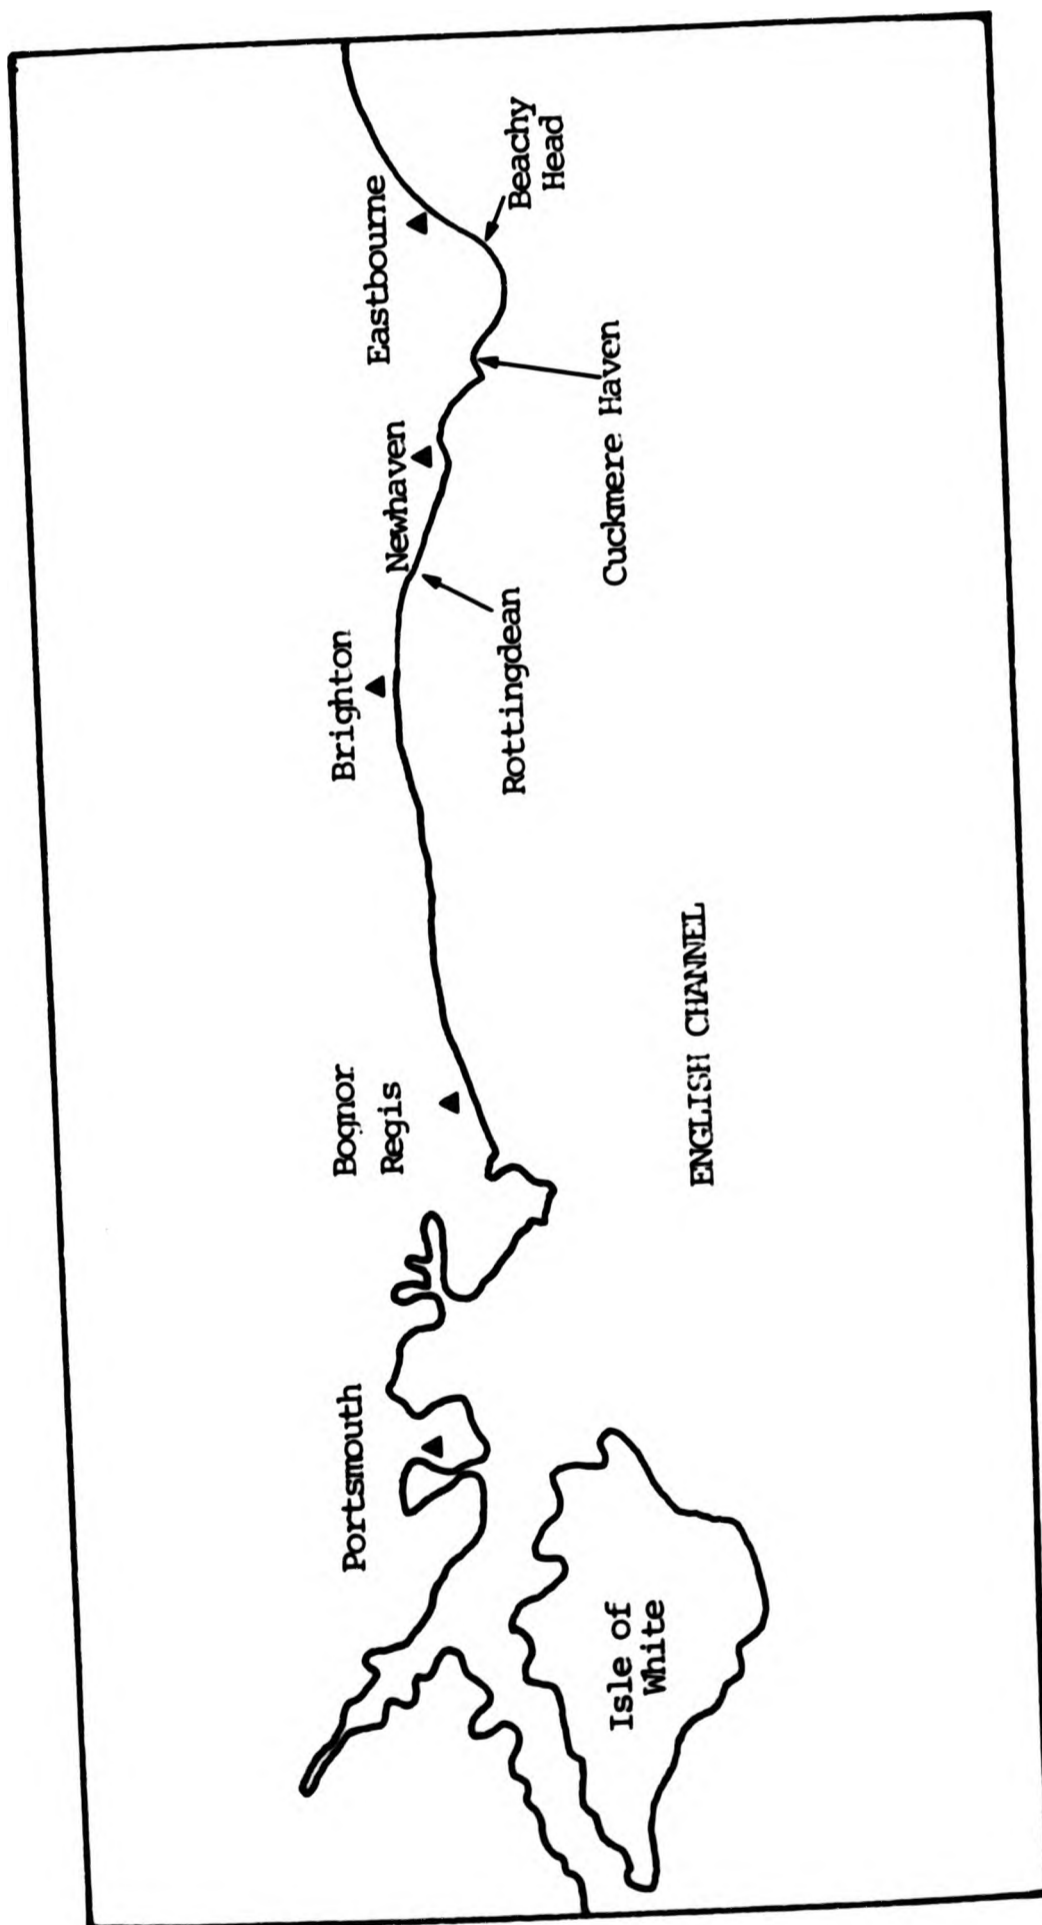 Portsmouth
Bognor
Regis
Brighton
Newhaven
Eastbourne
Beachy
Head
Cuckmere Haven
Rottingdean
ENGLISH CHANNEL
Isle of
White